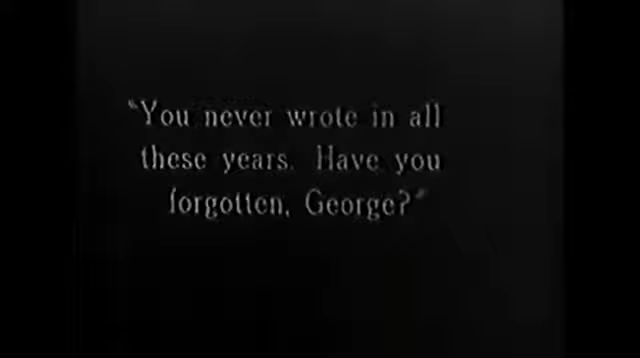 "You never wrote in all
these years. Have you
forgotten, George?"